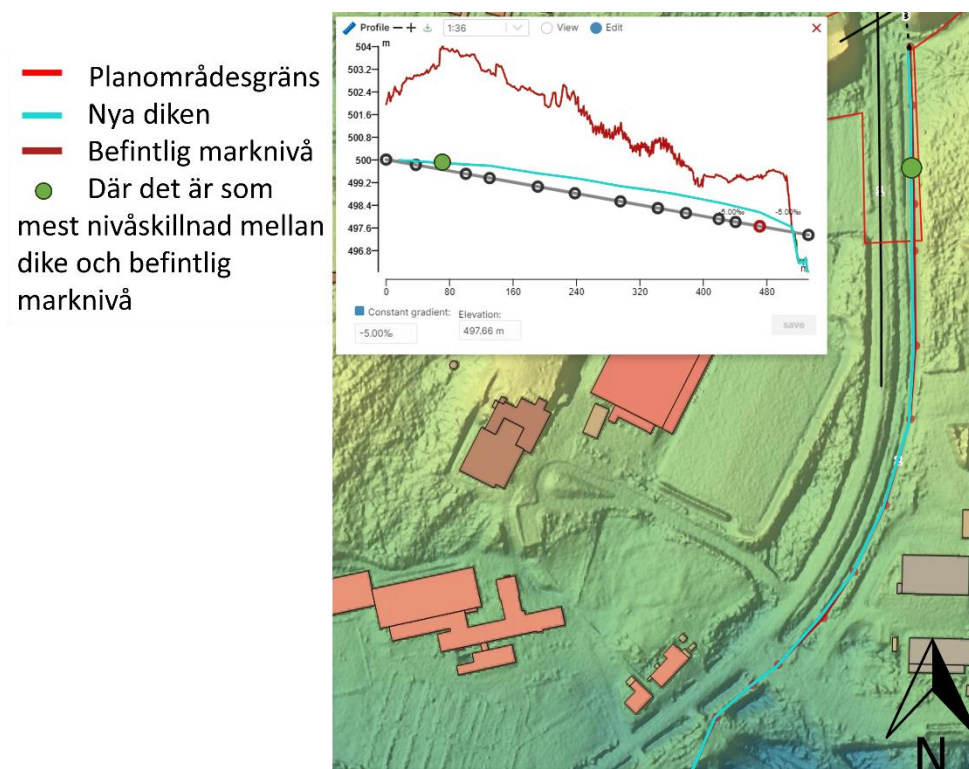 Planområdesgräns
Nya diken
Befintlig marknivå
Där det är som
mest nivåskillnad mellan
dike och befintlig
marknivå
Profile
1:36
View
Edit
m
504
503.2
502.4
501.6
500.8
500
499.2
498.4
497.6
496.8
-5.00‰
-5.00‰
0
80
160
240
320
400
480
Constant gradient:
Elevation:
-5.00‰
497.66 m
save
N